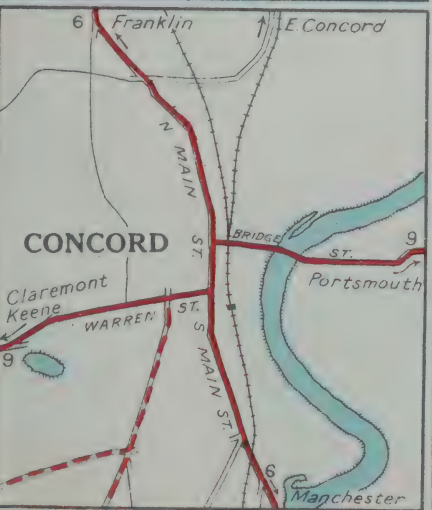 6 Franklin
E. Concord
N MAIN
ST.
CONCORD
BRIDGE
ST.
9
Portsmouth
Claremont
Keene
WARREN ST.
9
S. MAIN ST.
6
Manchester